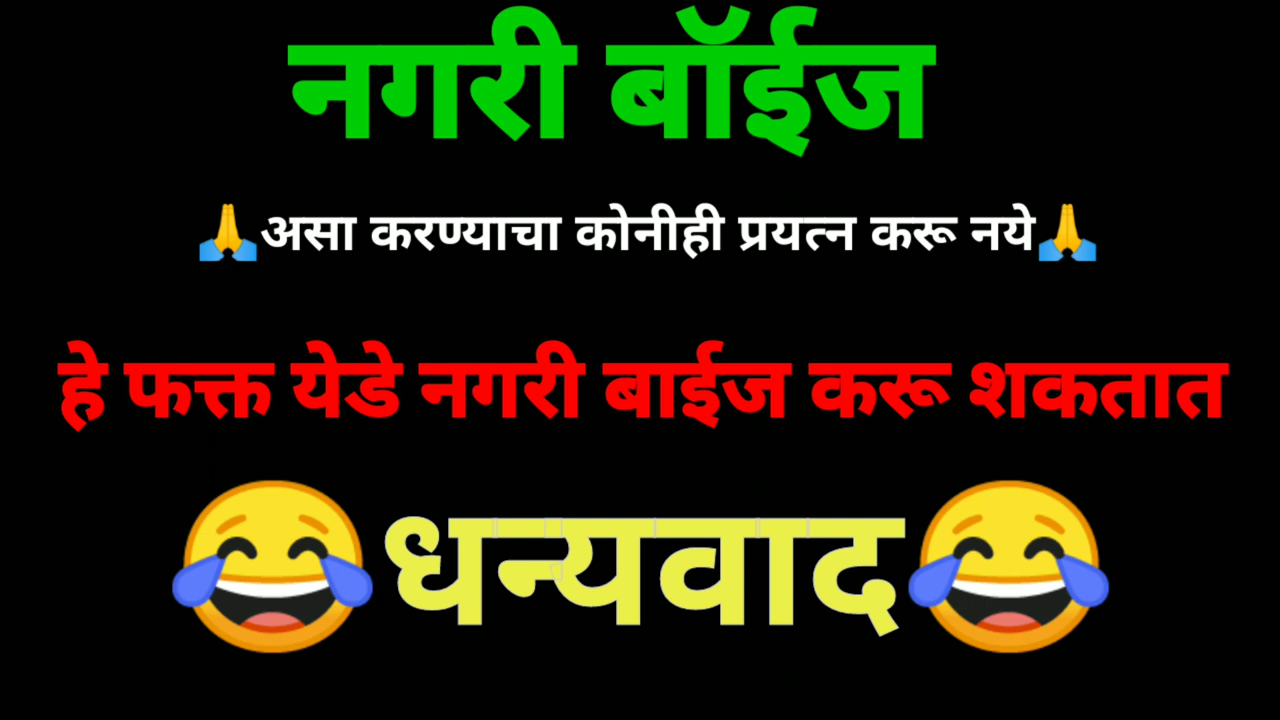 नगरी बॉईज
🙏असा करण्याचा कोनीही प्रयत्न करू नये🙏
हे फक्त येडे नगरी बाईज करू शकतात
😂धन्यवाद😂